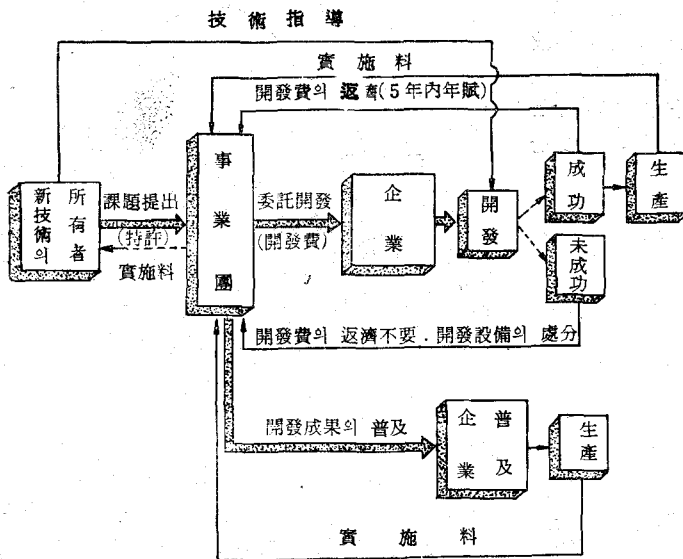 技術指導
實施料
開發費의 返濟(5年內年賦)
新技術의
所有者
課題提出
(特許)
實施料
事業團
委託開發
(開發費)
企業
開發
成功
生產
未成功
開發費의 返濟不要. 開發設備의 處分
開發成果의 普及
普及
企業
生產
實施料